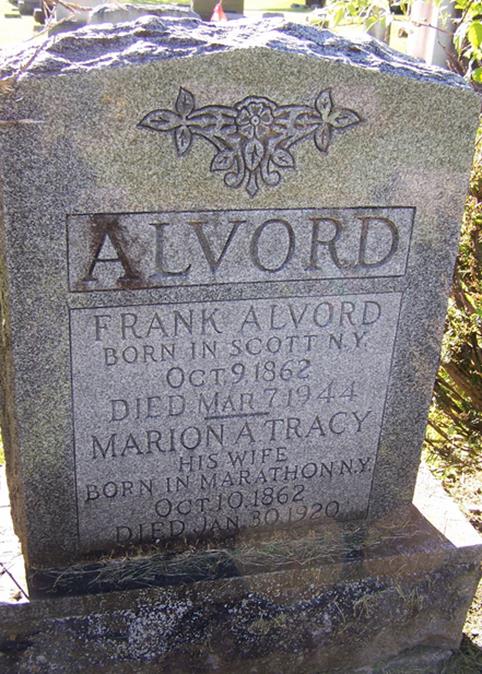 ALVORD
FRANK ALVORD
BORN IN SCOTT N.Y.
OCT. 9 1862
DIED MAR. 7 1944
MARION A TRACY
HIS WIFE
BORN IN MARATHON N.Y.
OCT. 10. 1862
DIED JAN. 30. 1920.